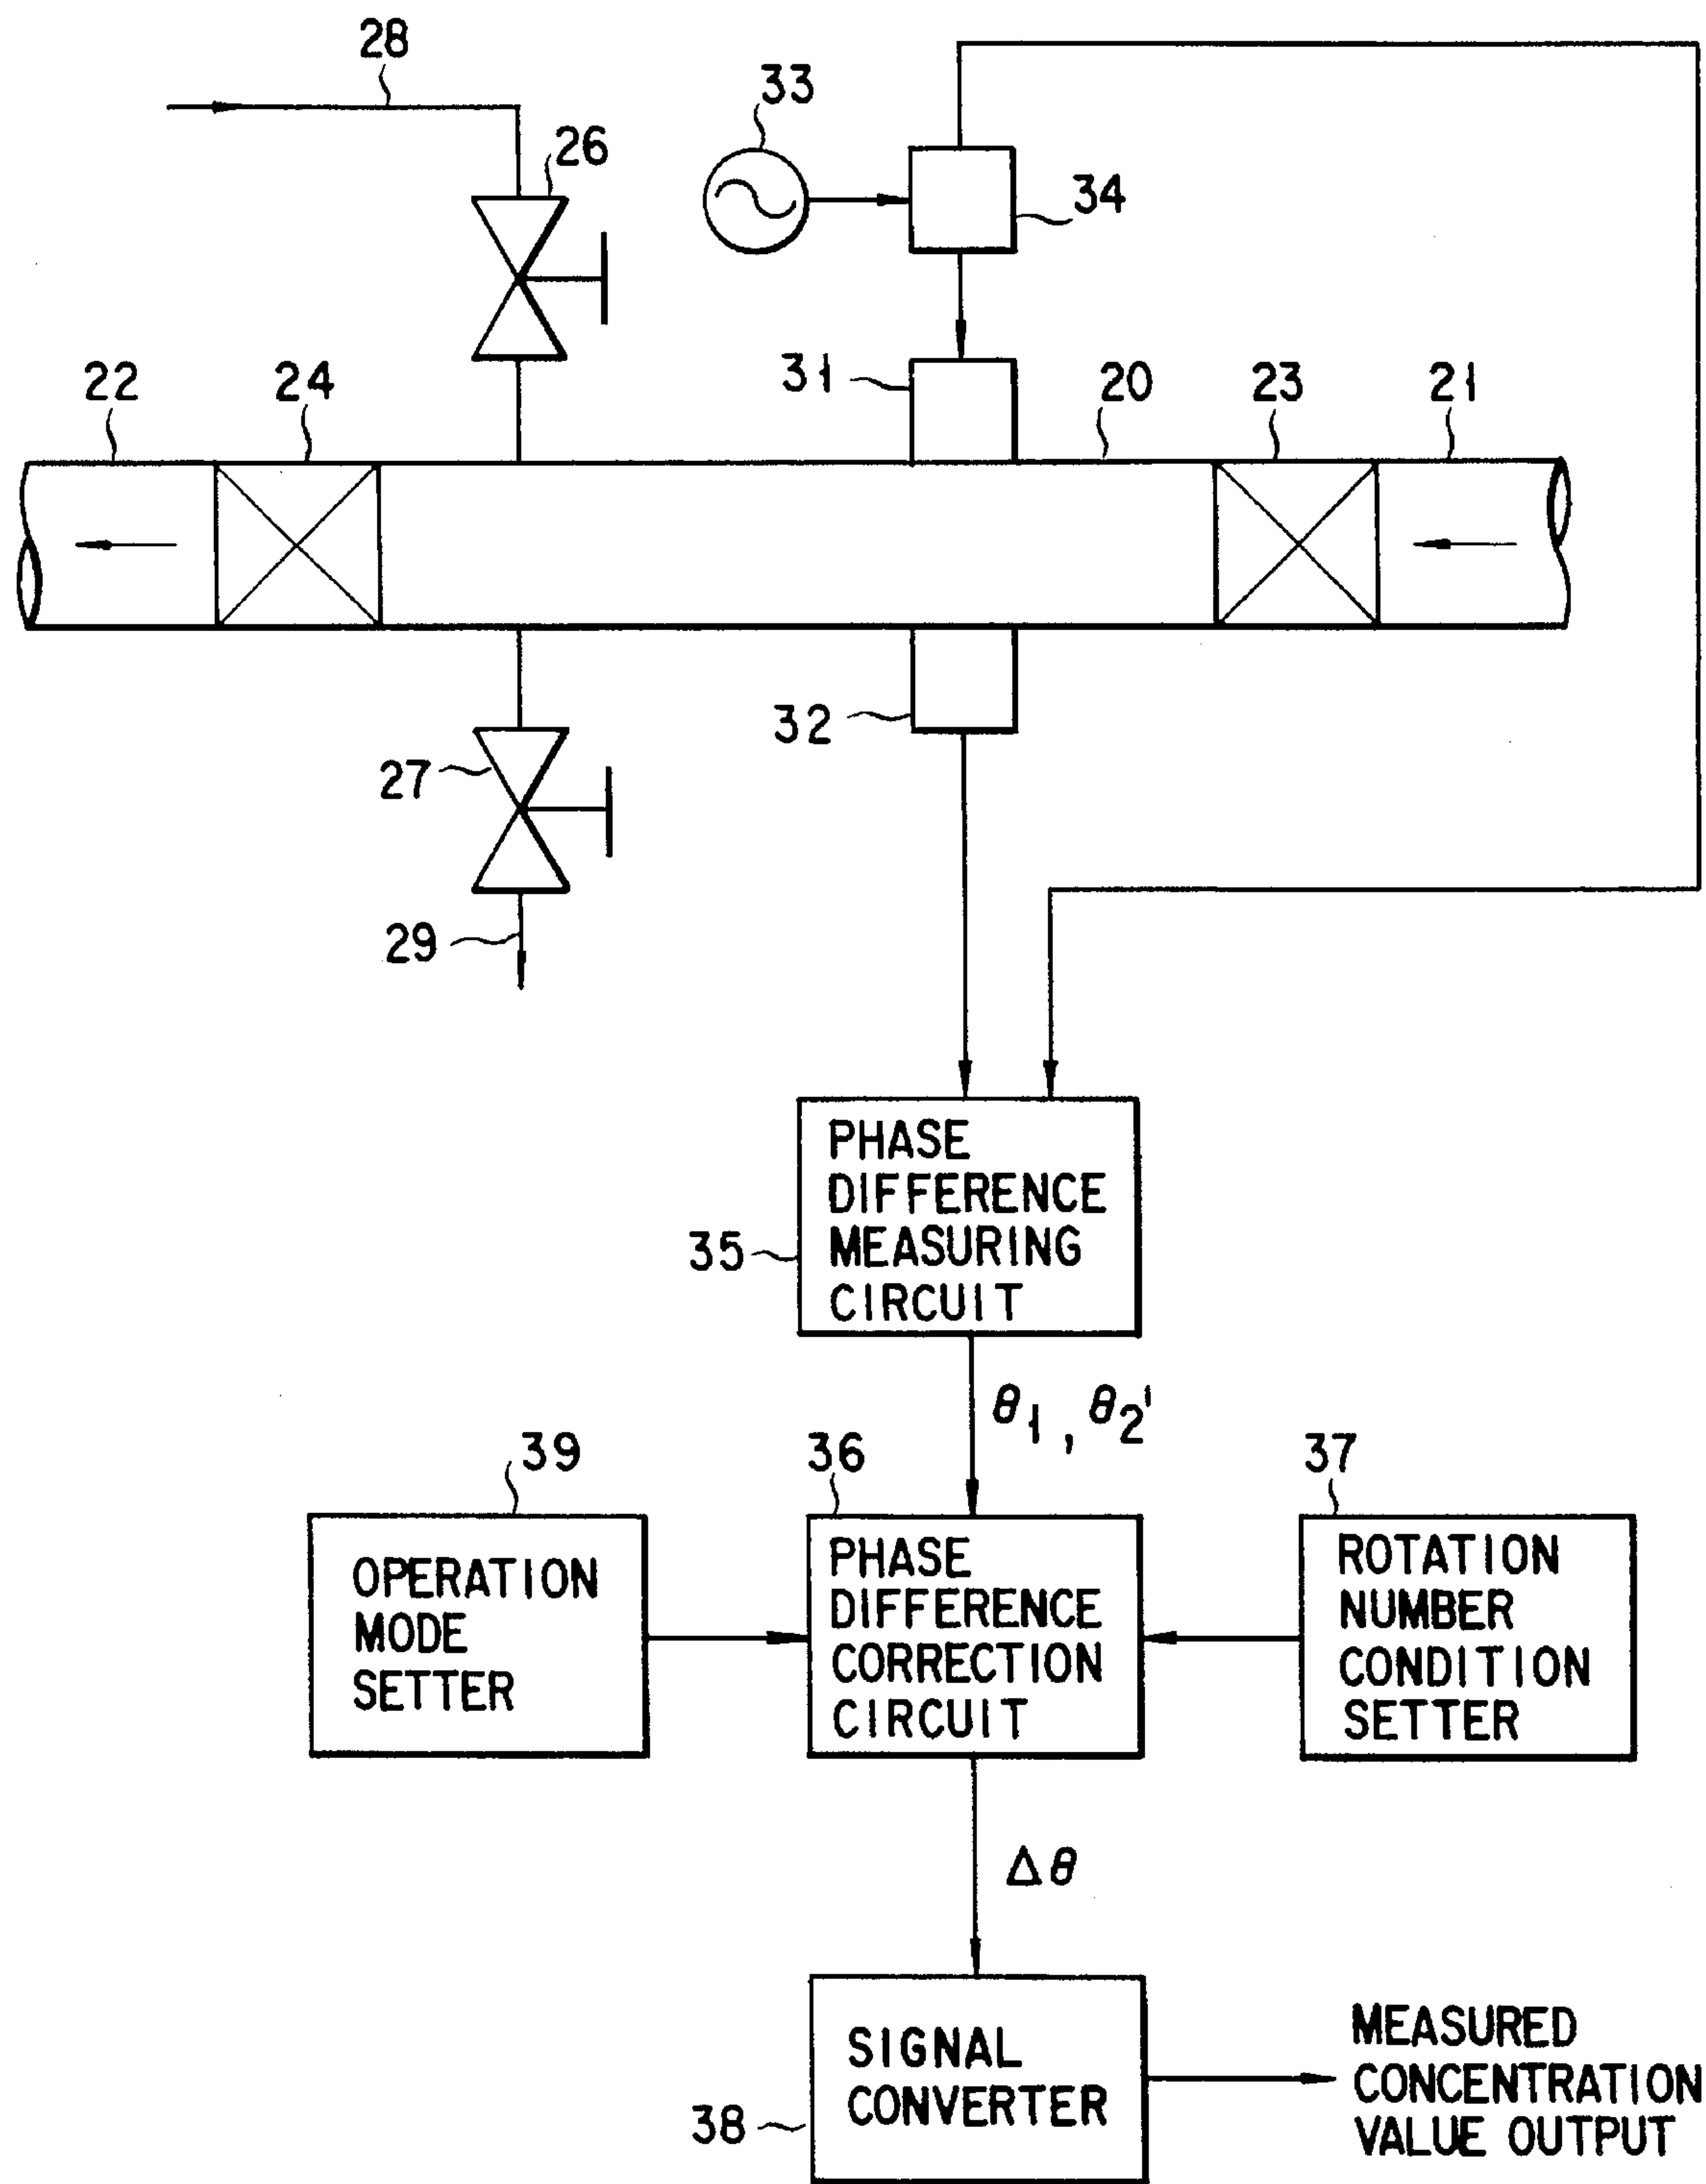 28
33
26
34
31
22
24
20
23
21
32
27
29
PHASE
DIFFERENCE
MEASURING
CIRCUIT
35
θ1, θ2'
39
36
37
OPERATION
MODE
SETTER
PHASE
DIFFERENCE
CORRECTION
CIRCUIT
ROTATION
NUMBER
CONDITION
SETTER
Δθ
SIGNAL
CONVERTER
38
MEASURED
CONCENTRATION
VALUE OUTPUT